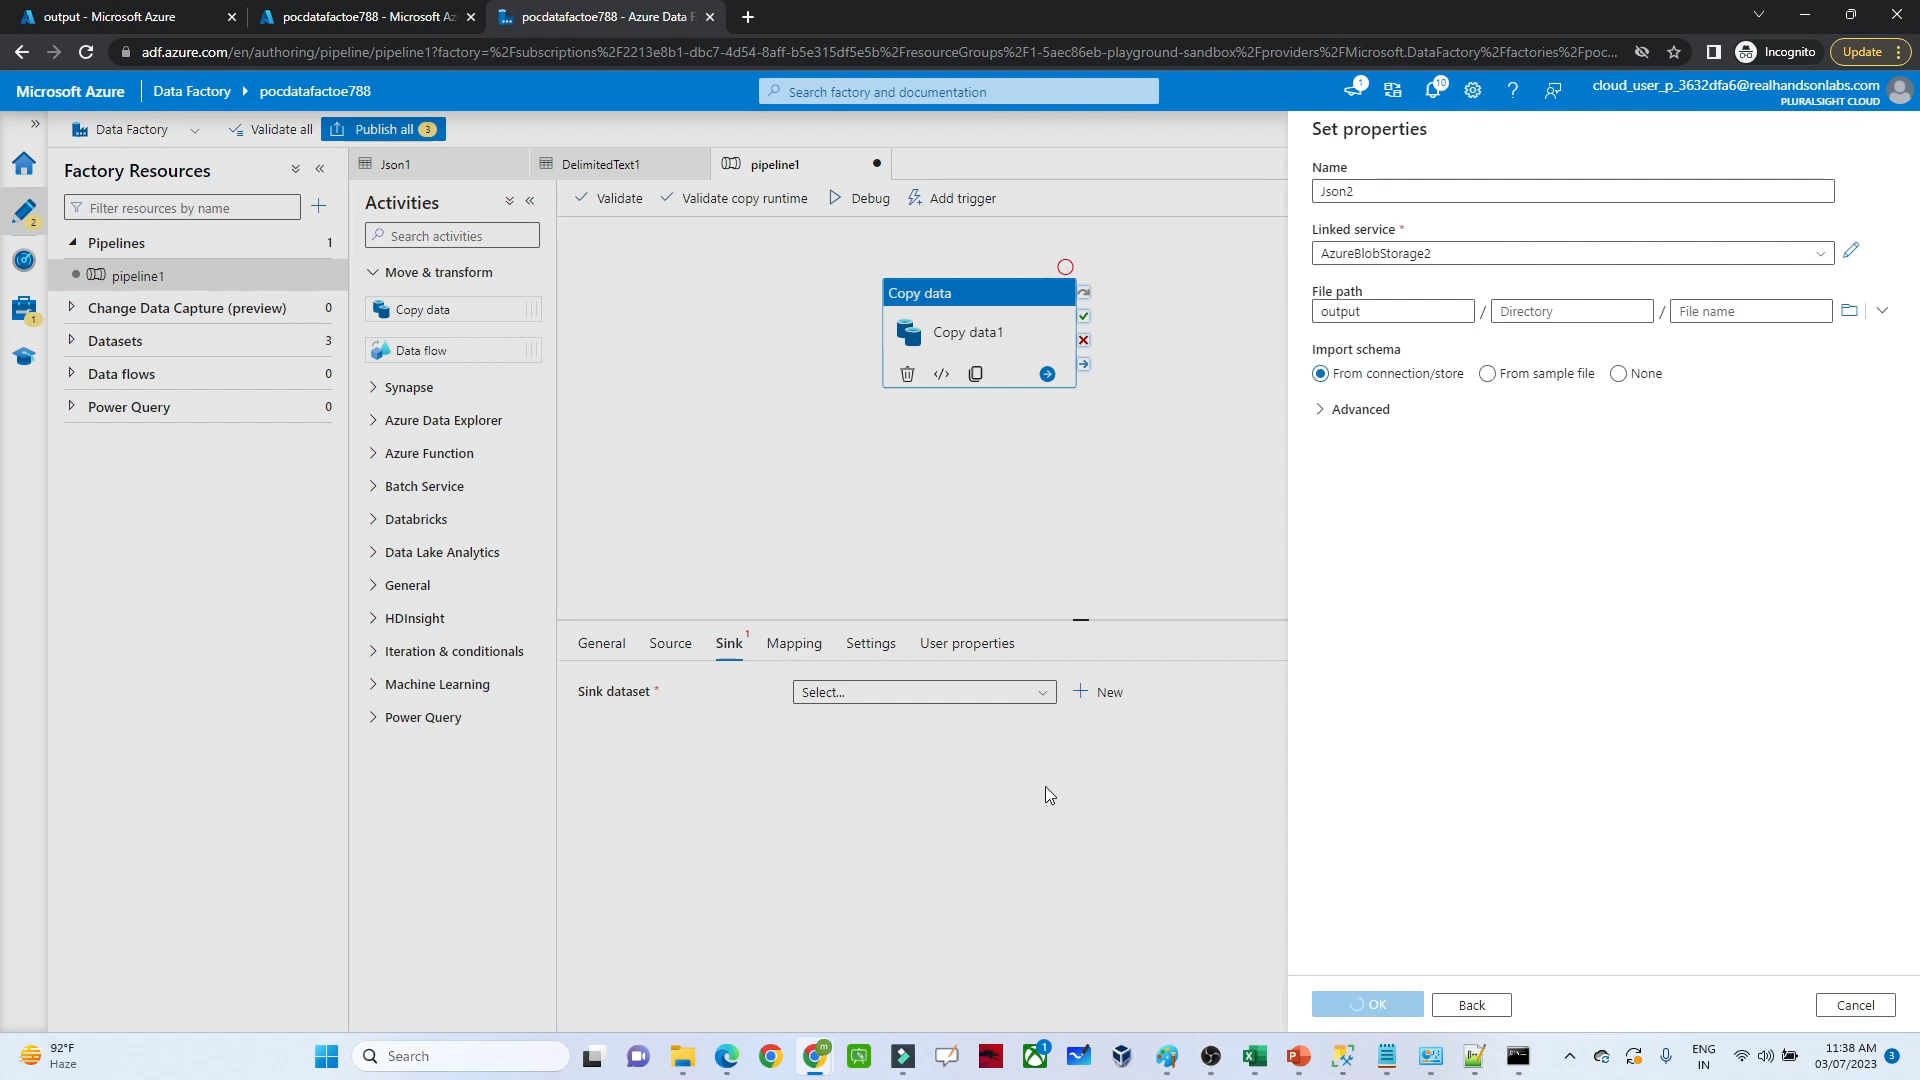 output - Microsoft Azure
pocdatafactoe788 - Microsoft Az
pocdatafactoe788 - Azure Data F
adf.azure.com/en/authoring/pipeline/pipeline1?factory=%2Fsubscriptions%2F2213e8b1-dbc7-4d54-8aff-b5e315df5e5b%2FresourceGroups%2F1-5aec86eb-playground-sandbox%2Fproviders%2FMicrosoft.DataFactory%2Ffactories%2Fpoc...
Incognito
Update
Microsoft Azure
Data Factory
pocdatafactoe788
Search factory and documentation
1
10
cloud_user_p_3632dfa6@realhandsonlabs.com
PLURALSIGHT CLOUD
Data Factory
Validate all
Publish all 3
Factory Resources
Filter resources by name
2
1
Pipelines 1
pipeline1
Change Data Capture (preview) 0
Datasets 3
Data flows 0
Power Query 0
Json1
DelimitedText1
pipeline1
Activities
Search activities
Move & transform
Copy data
Data flow
Synapse
Azure Data Explorer
Azure Function
Batch Service
Databricks
Data Lake Analytics
General
HDInsight
Iteration & conditionals
Machine Learning
Power Query
Validate
Validate copy runtime
Debug
Add trigger
Copy data
Copy data1
General
Source
Sink 1
Mapping
Settings
User properties
Sink dataset *
Select...
New
Set properties
Name
Json2
Linked service *
AzureBlobStorage2
File path
output / Directory / File name
Import schema
From connection/store
From sample file
None
Advanced
OK
Back
Cancel
92°F
Haze
Search
m
1
ENG
IN
11:38 AM
03/07/2023
3